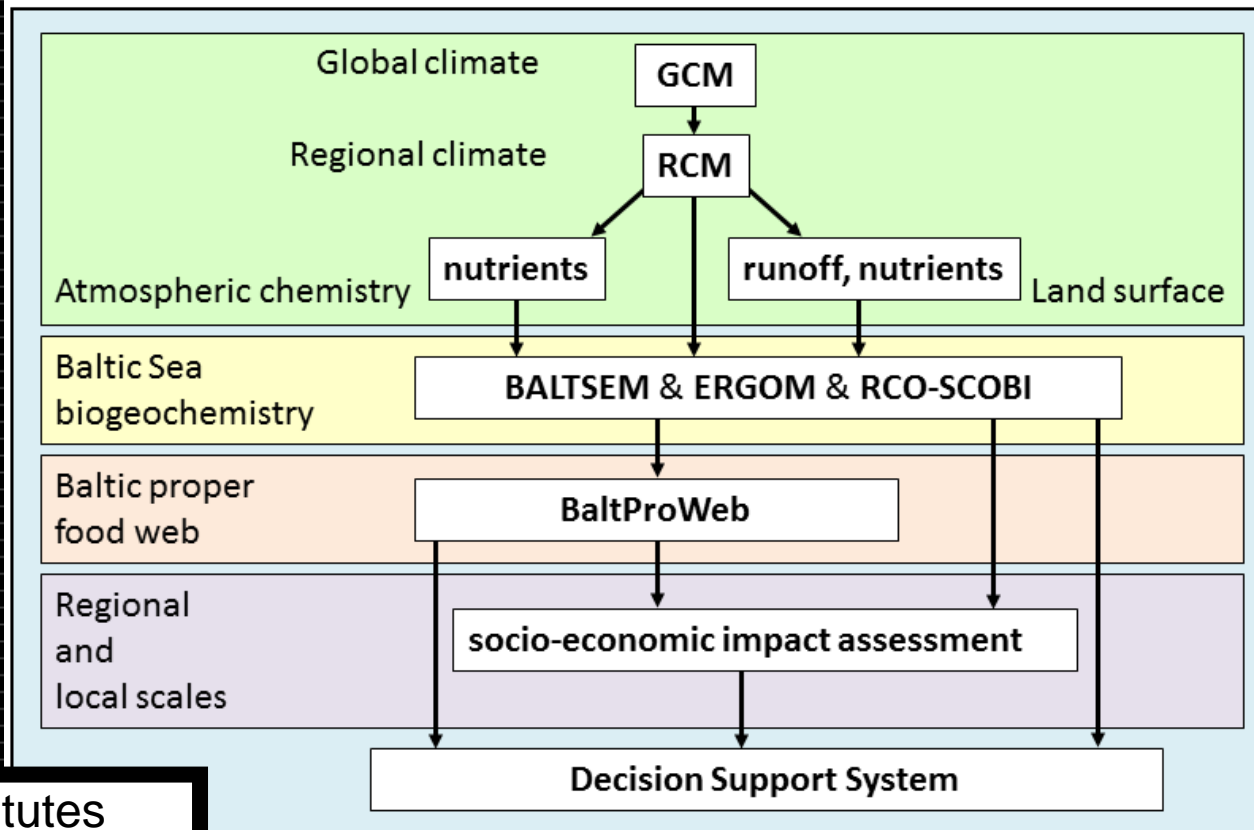 Global climate
GCM
Regional climate
RCM
nutrients
runoff, nutrients
Atmospheric chemistry
Land surface
Baltic Sea
biogeochemistry
BALTSEM & ERGOM & RCO-SCOBI
Baltic proper
food web
BaltProWeb
Regional
and
local scales
socio-economic impact assessment
Decision Support System
tutes